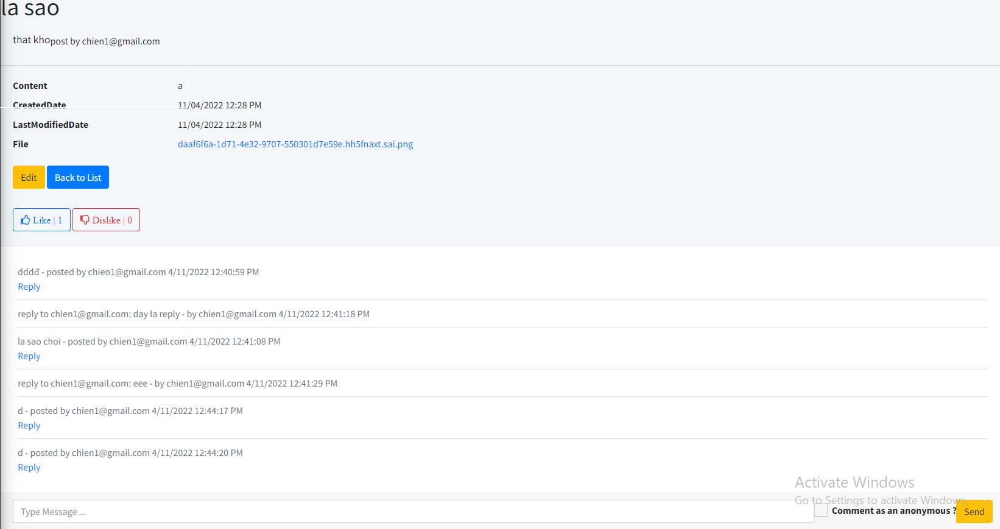 la sao
that kho post by chien1@gmail.com
Content a
CreatedDate 11/04/2022 12:28 PM
LastModifiedDate 11/04/2022 12:28 PM
File daaf6f6a-1d71-4e32-9707-550301d7e59e.hh5fnaxt.sai.png
Edit Back to List
Like | 1 Dislike | 0
dddđ - posted by chien1@gmail.com 4/11/2022 12:40:59 PM
Reply
reply to chien1@gmail.com: day la reply - by chien1@gmail.com 4/11/2022 12:41:18 PM
la sao choi - posted by chien1@gmail.com 4/11/2022 12:41:08 PM
Reply
reply to chien1@gmail.com: eee - by chien1@gmail.com 4/11/2022 12:41:29 PM
d - posted by chien1@gmail.com 4/11/2022 12:44:17 PM
Reply
d - posted by chien1@gmail.com 4/11/2022 12:44:20 PM
Reply
Activate Windows
Go to Settings to activate Windows.
Type Message ... Comment as an anonymous ? Send